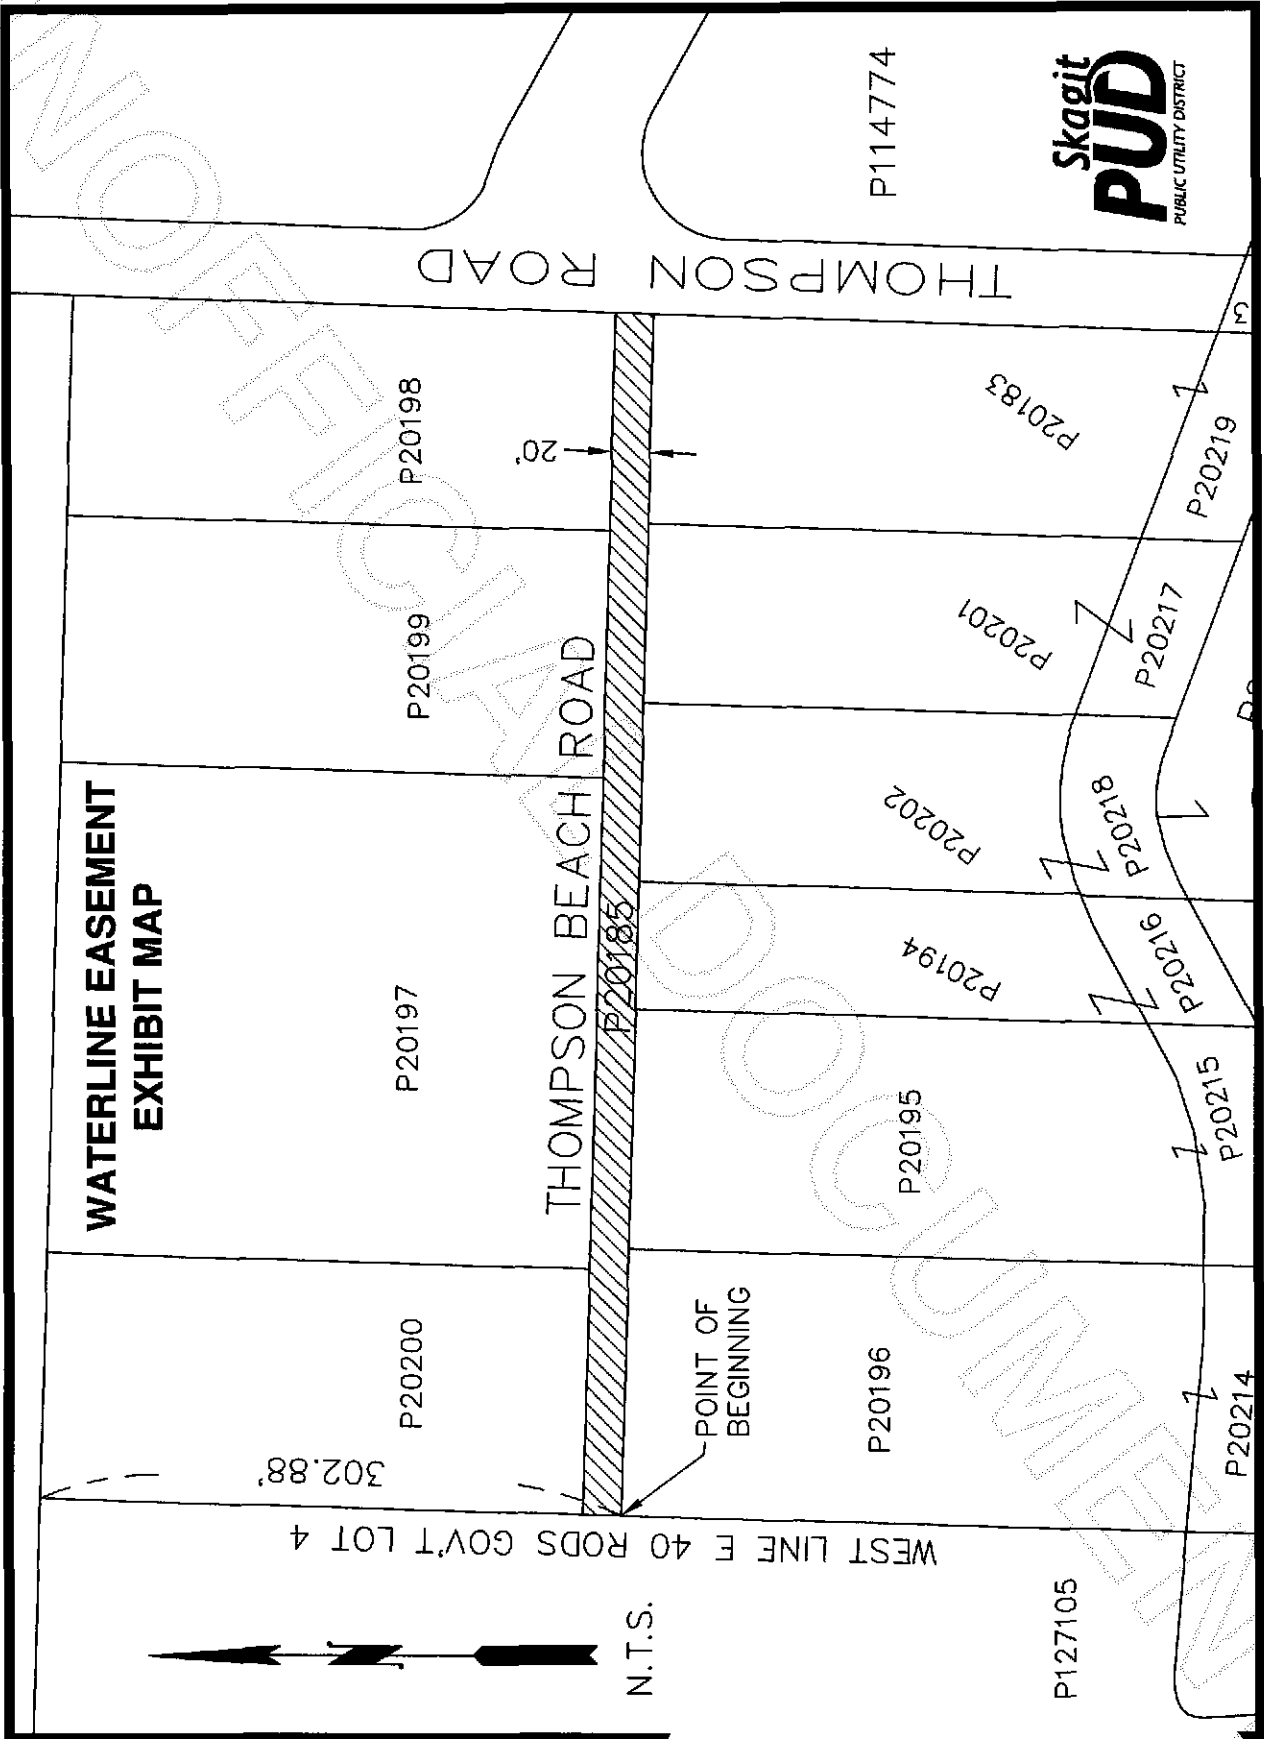 WATERLINE EASEMENT
EXHIBIT MAP
P20200
P20197
P20199
P20198
302.88'
20'
THOMPSON BEACH ROAD
P20185
THOMPSON ROAD
POINT OF
BEGINNING
WEST LINE E 40 RODS GOV'T LOT 4
N.T.S.
P20196
P20195
P20194
P20202
P20201
P20183
P114774
P127105
P20214
P20215
P20216
P20218
P20217
P20219
3
Skagit
PUD
PUBLIC UTILITY DISTRICT
UNOFFICIAL DOCUMENT